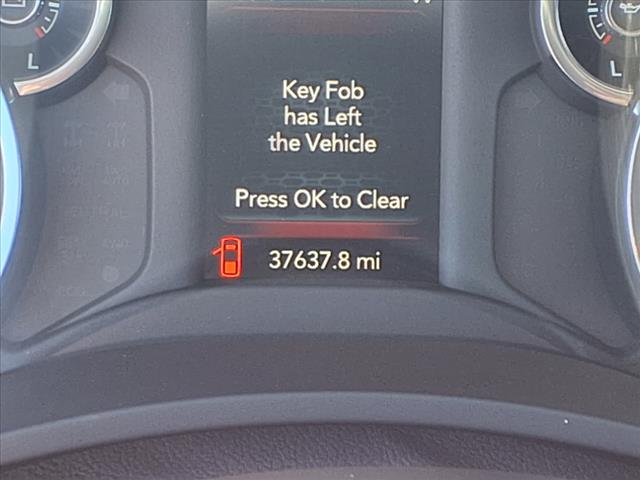 L
L
Key Fob
has Left
the Vehicle
Press OK to Clear
37637.8 mi